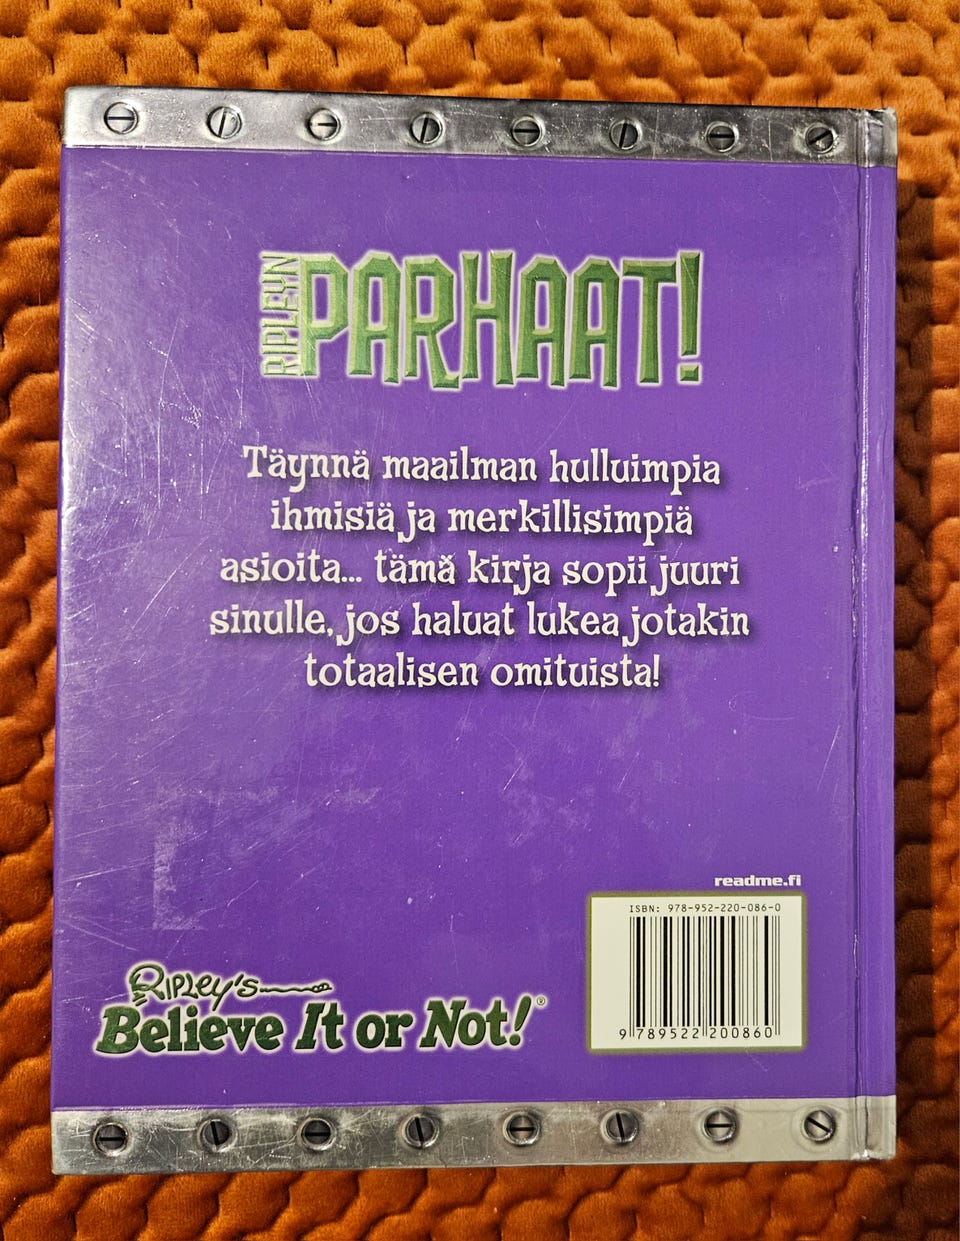 RIPLEYN PARHAAT!
Täynnä maailman hulluimpia
ihmisiä ja merkillisimpiä
asioita... tämä kirja sopii juuri
sinulle, jos haluat lukea jotakin
totaalisen omituista!
readme.fi
ISBN: 978-952-220-086-0
9 789522 200860
RIPLEY'S
Believe It or Not!®